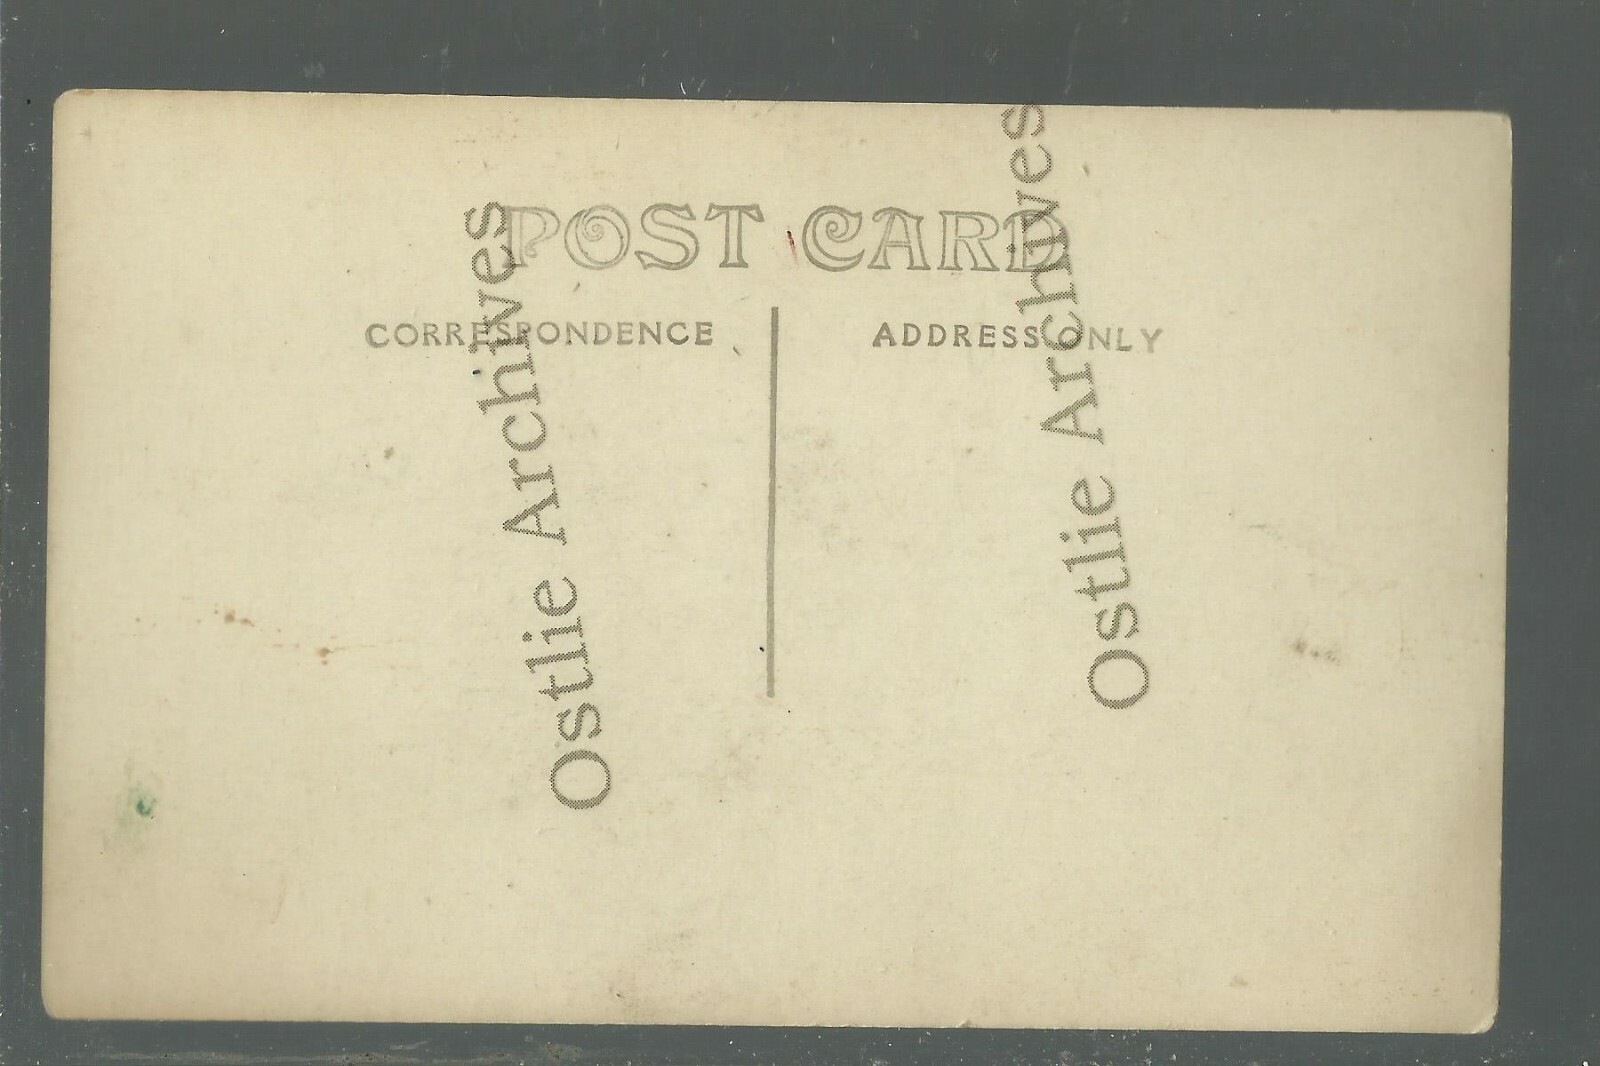 POST CARD
CORRESPONDENCE
ADDRESS ONLY
Ostlie Archives
Ostlie Archives